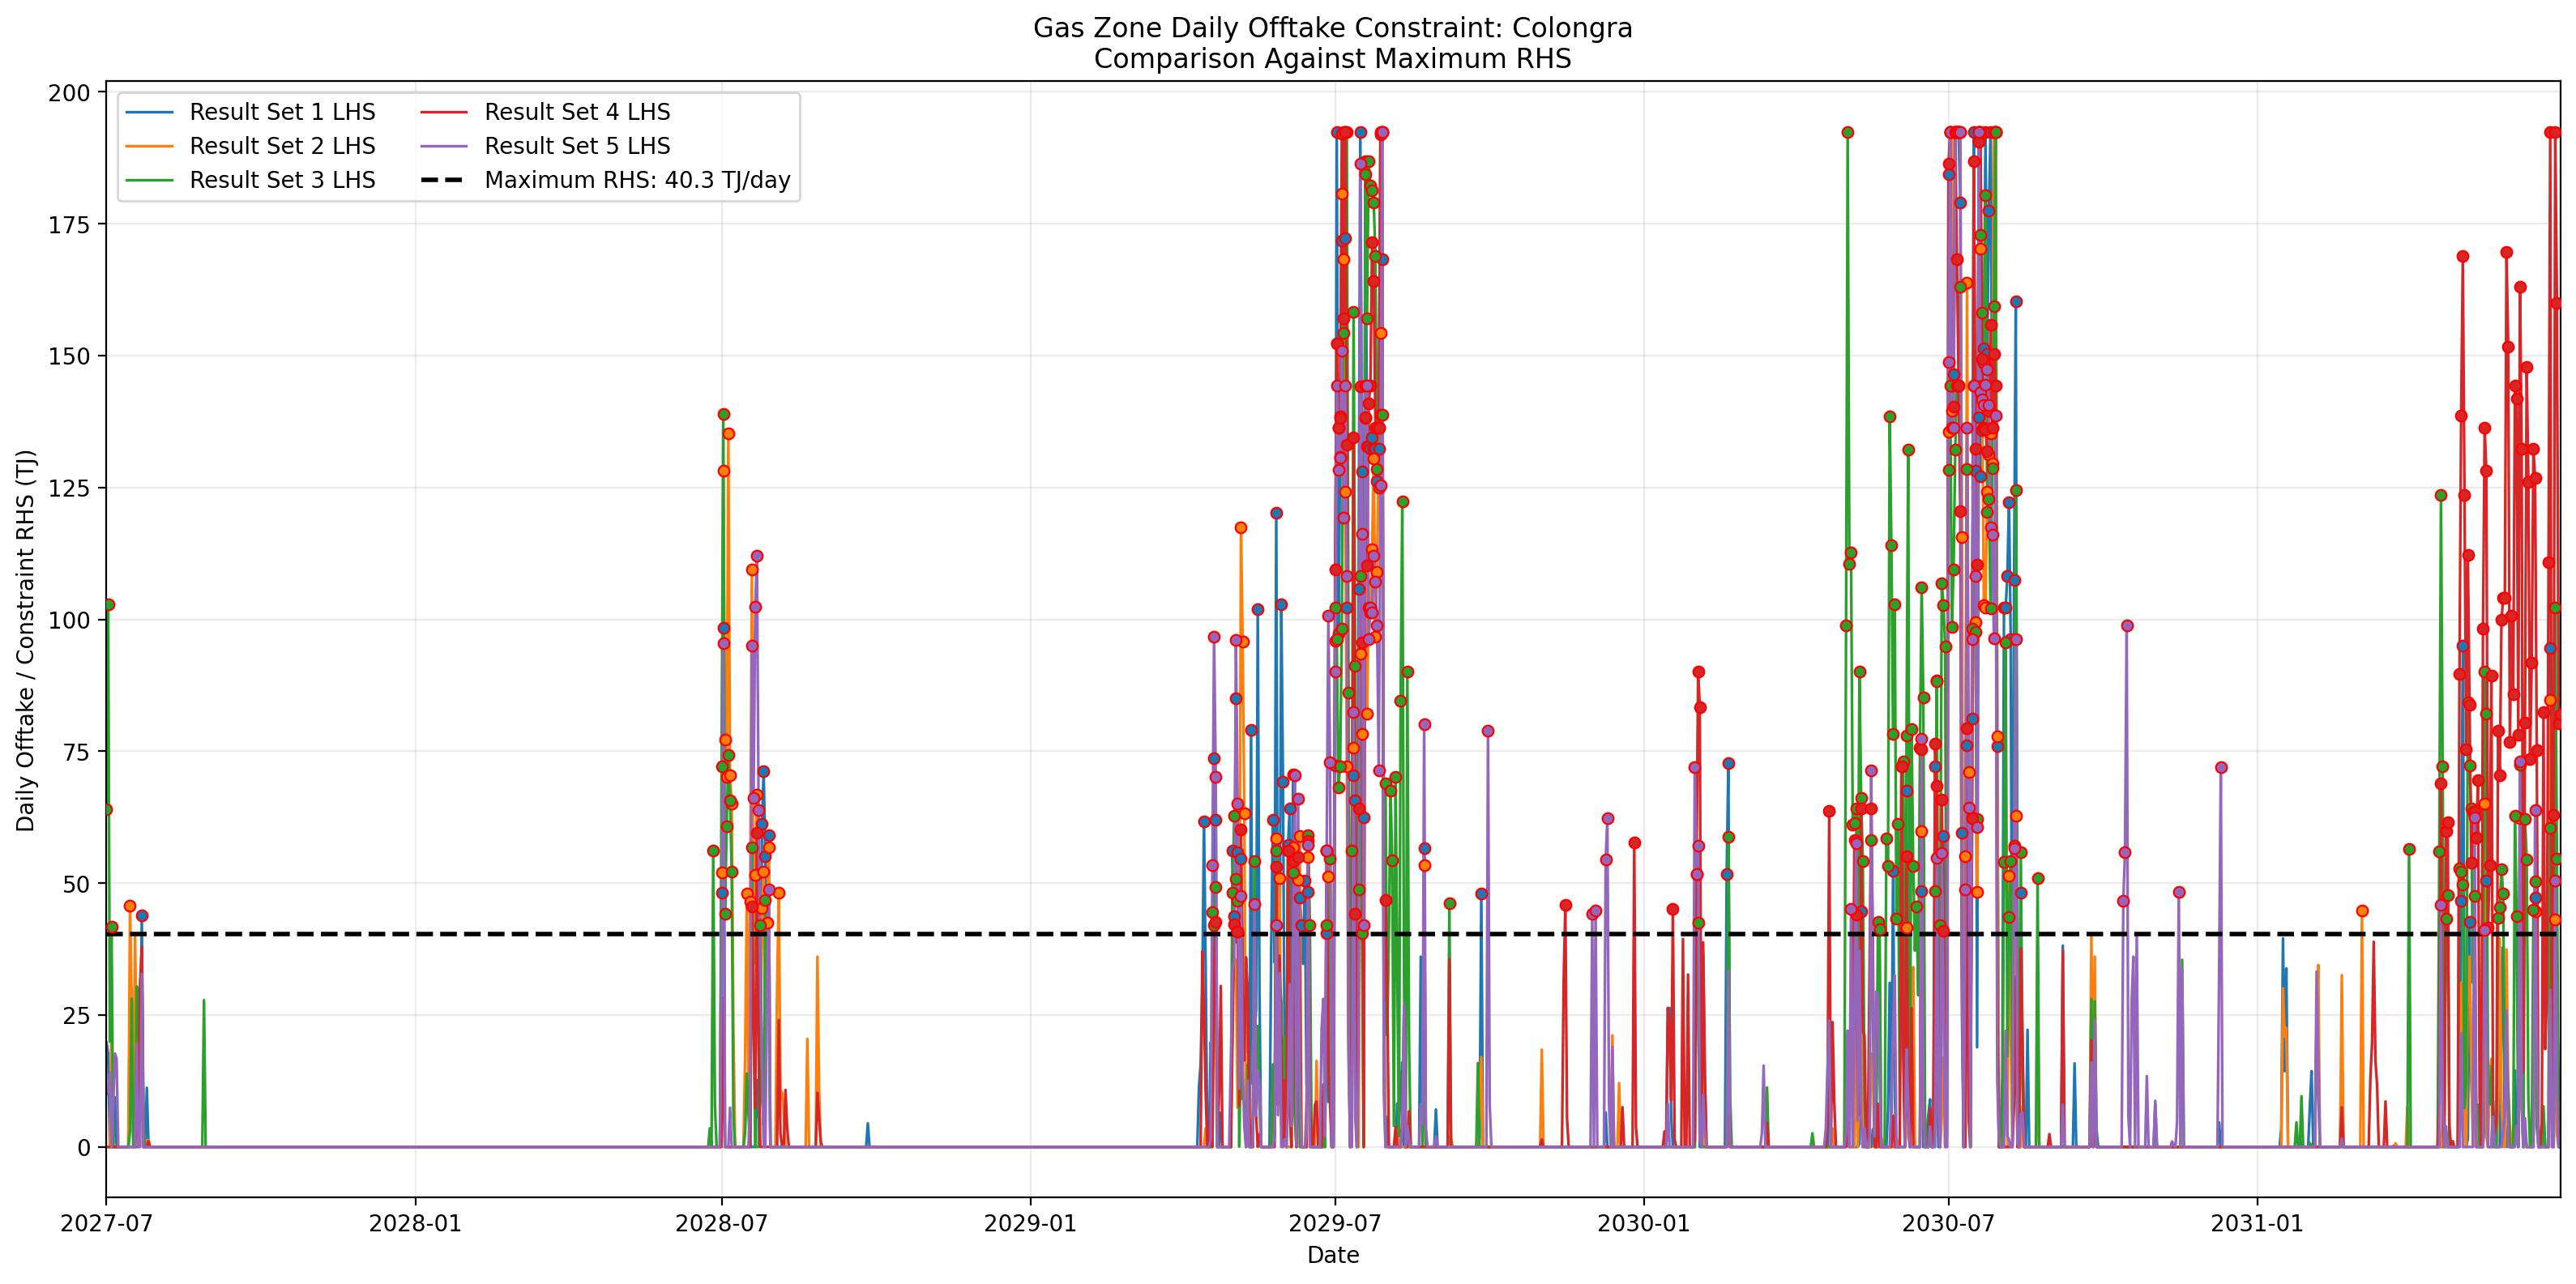 Gas Zone Daily Offtake Constraint: Colongra
Comparison Against Maximum RHS
Result Set 1 LHS
Result Set 2 LHS
Result Set 3 LHS
Result Set 4 LHS
Result Set 5 LHS
Maximum RHS: 40.3 TJ/day
Daily Offtake / Constraint RHS (TJ)
200
175
150
125
100
75
50
25
0
2027-07
2028-01
2028-07
2029-01
2029-07
2030-01
2030-07
2031-01
Date